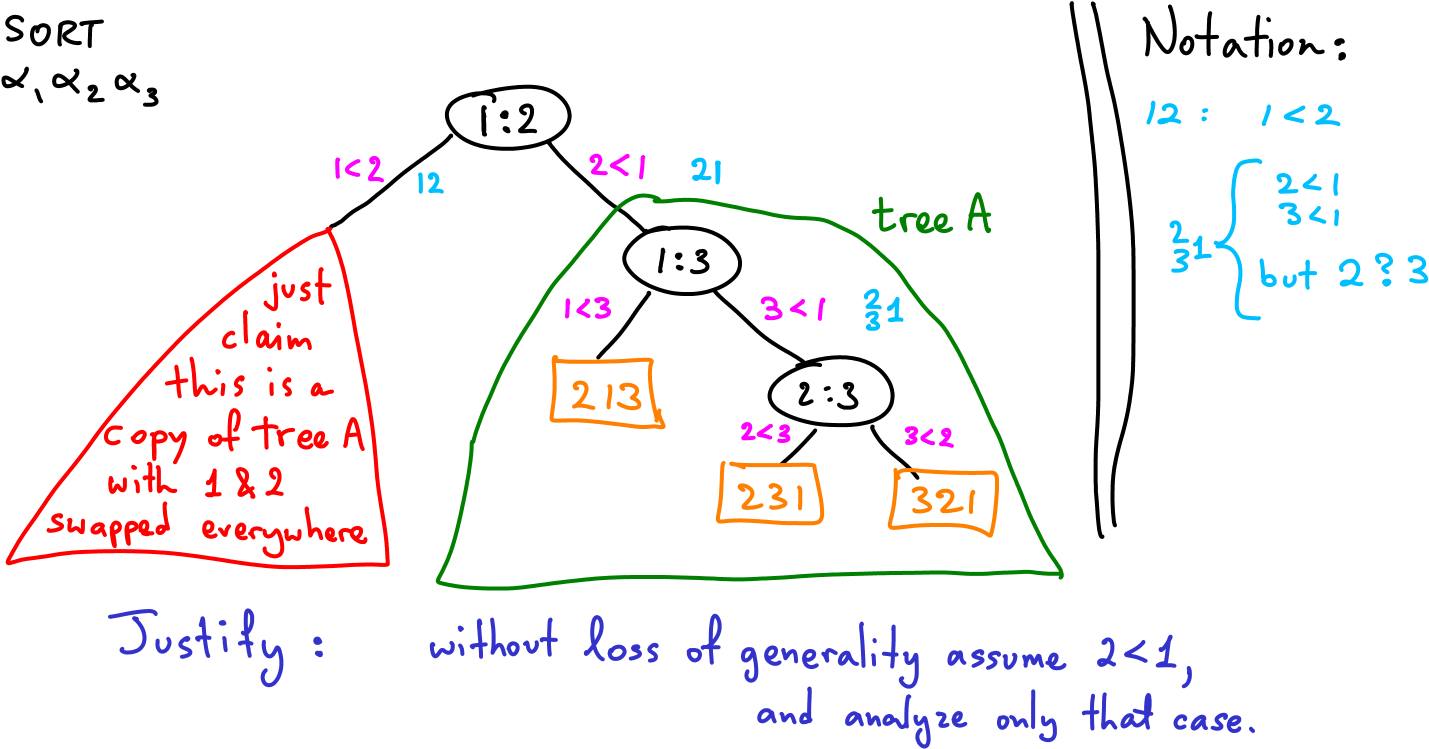 SORT
α₁ α₂ α₃
1:2
1<2
12
2<1
21
tree A
1:3
1<3
3<1
2/3 1
213
2:3
2<3
3<2
231
321
just
claim
this is a
copy of tree A
with 1 & 2
swapped everywhere
Justify: without loss of generality assume 2<1,
and analyze only that case.
Notation:
12: 1<2
2/3 1 { 2<1
3<1
but 2 ? 3